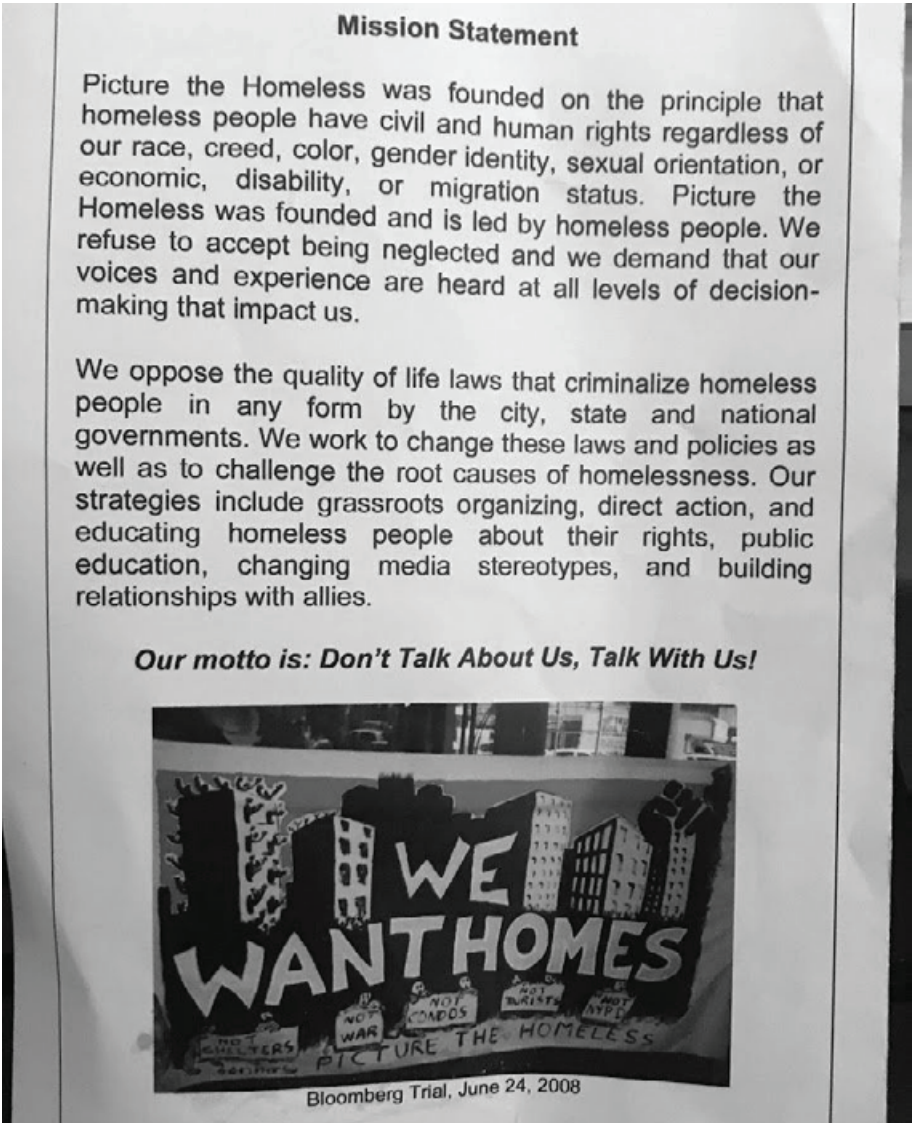 Mission Statement
Picture the Homeless was founded on the principle that
homeless people have civil and human rights regardless of
our race, creed, color, gender identity, sexual orientation, or
economic, disability, or migration status. Picture the
Homeless was founded and is led by homeless people. We
refuse to accept being neglected and we demand that our
voices and experience are heard at all levels of decision-
making that impact us.
We oppose the quality of life laws that criminalize homeless
people in any form by the city, state and national
governments. We work to change these laws and policies as
well as to challenge the root causes of homelessness. Our
strategies include grassroots organizing, direct action, and
educating homeless people about their rights, public
education, changing media stereotypes, and building
relationships with allies.
Our motto is: Don't Talk About Us, Talk With Us!
WE
WANT HOMES
NOT
SHELTERS
NOT
WAR
NOT
CONDOS
NOT
TURISTS
NOT
NYPD
PICTURE THE HOMELESS
Bloomberg Trial, June 24, 2008